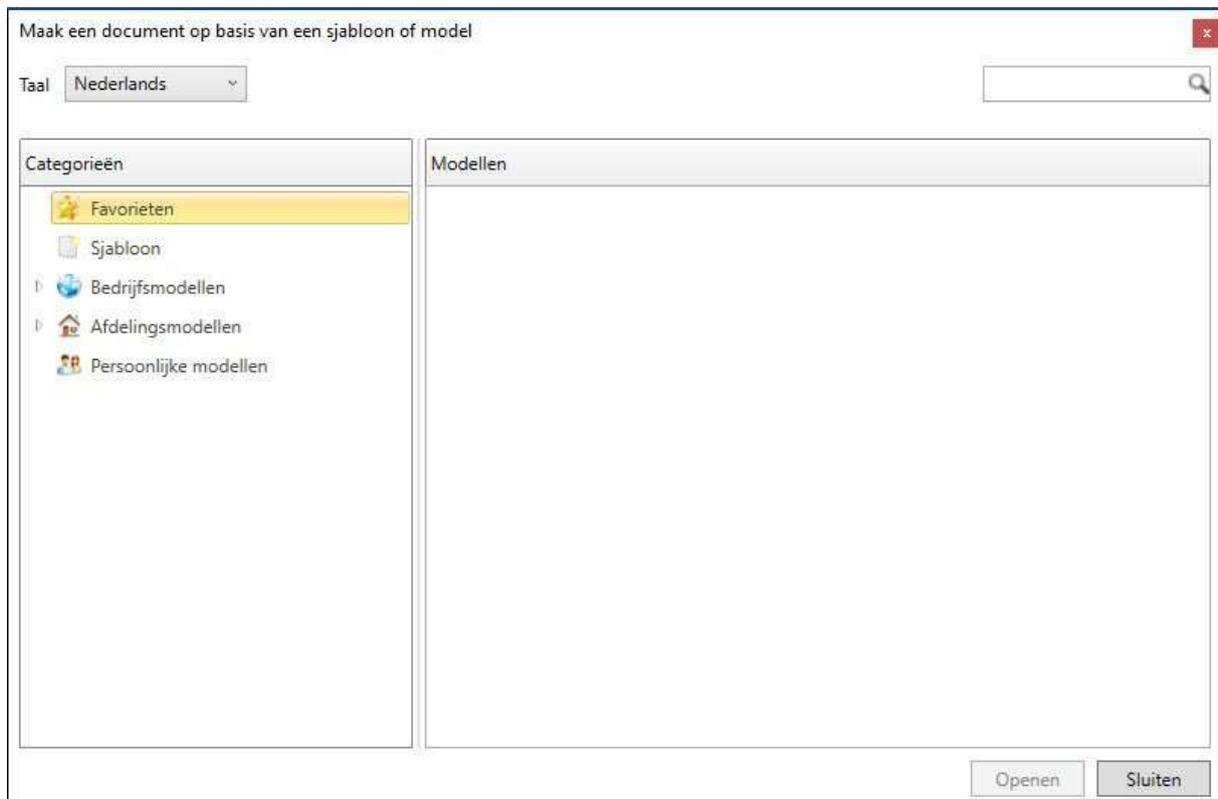 Maak een document op basis van een sjabloon of model
x
Taal Nederlands
Categorieën
Modellen
Favorieten
Sjabloon
Bedrijfsmodellen
Afdelingsmodellen
Persoonlijke modellen
Openen Sluiten